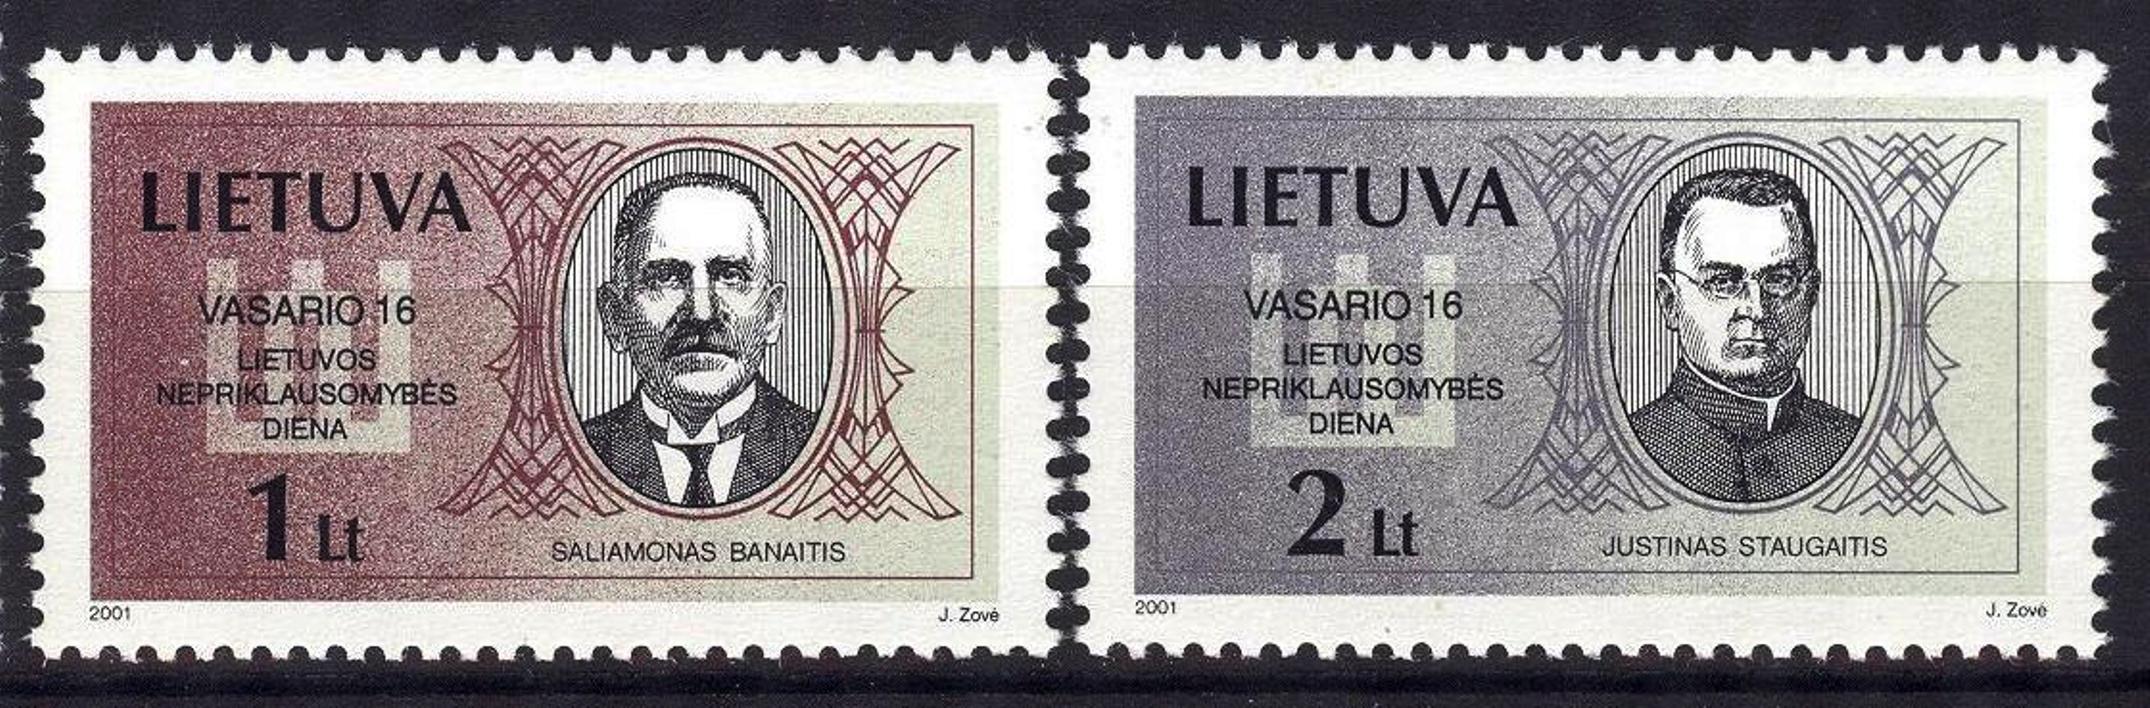 LIETUVA
VASARIO 16
LIETUVOS
NEPRIKLAUSOMYBĖS
DIENA
1 Lt
SALIAMONAS BANAITIS
2001
J. Zovė
LIETUVA
VASARIO 16
LIETUVOS
NEPRIKLAUSOMYBĖS
DIENA
2 Lt
JUSTINAS STAUGAITIS
2001
J. Zovė